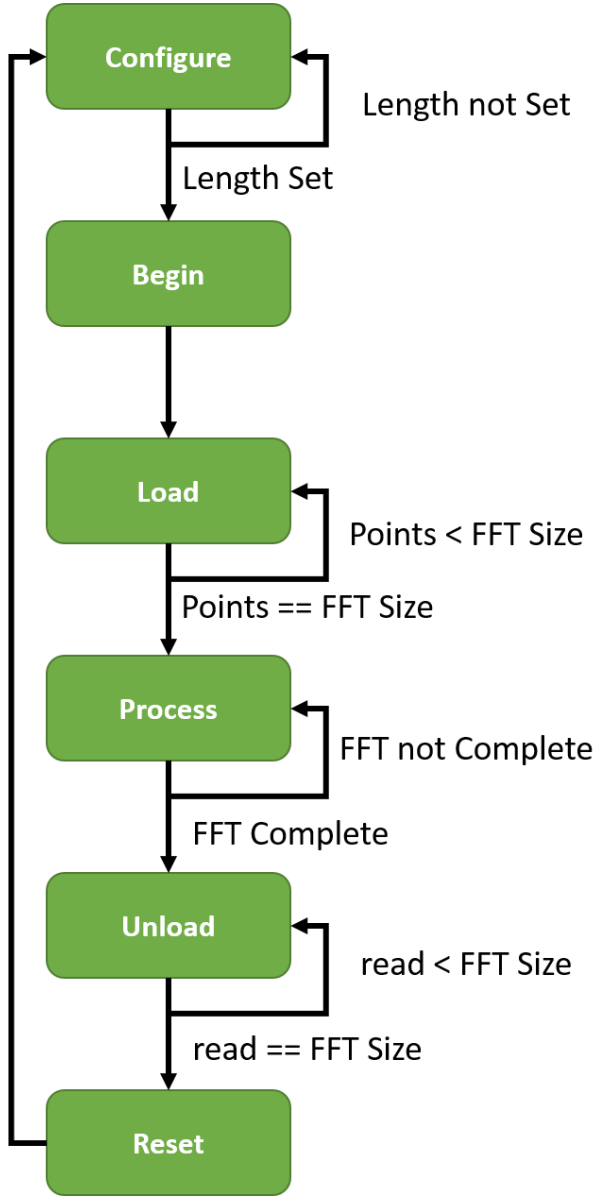 Configure
Length not Set
Length Set
Begin
Load
Points < FFT Size
Points == FFT Size
Process
FFT not Complete
FFT Complete
Unload
read < FFT Size
read == FFT Size
Reset